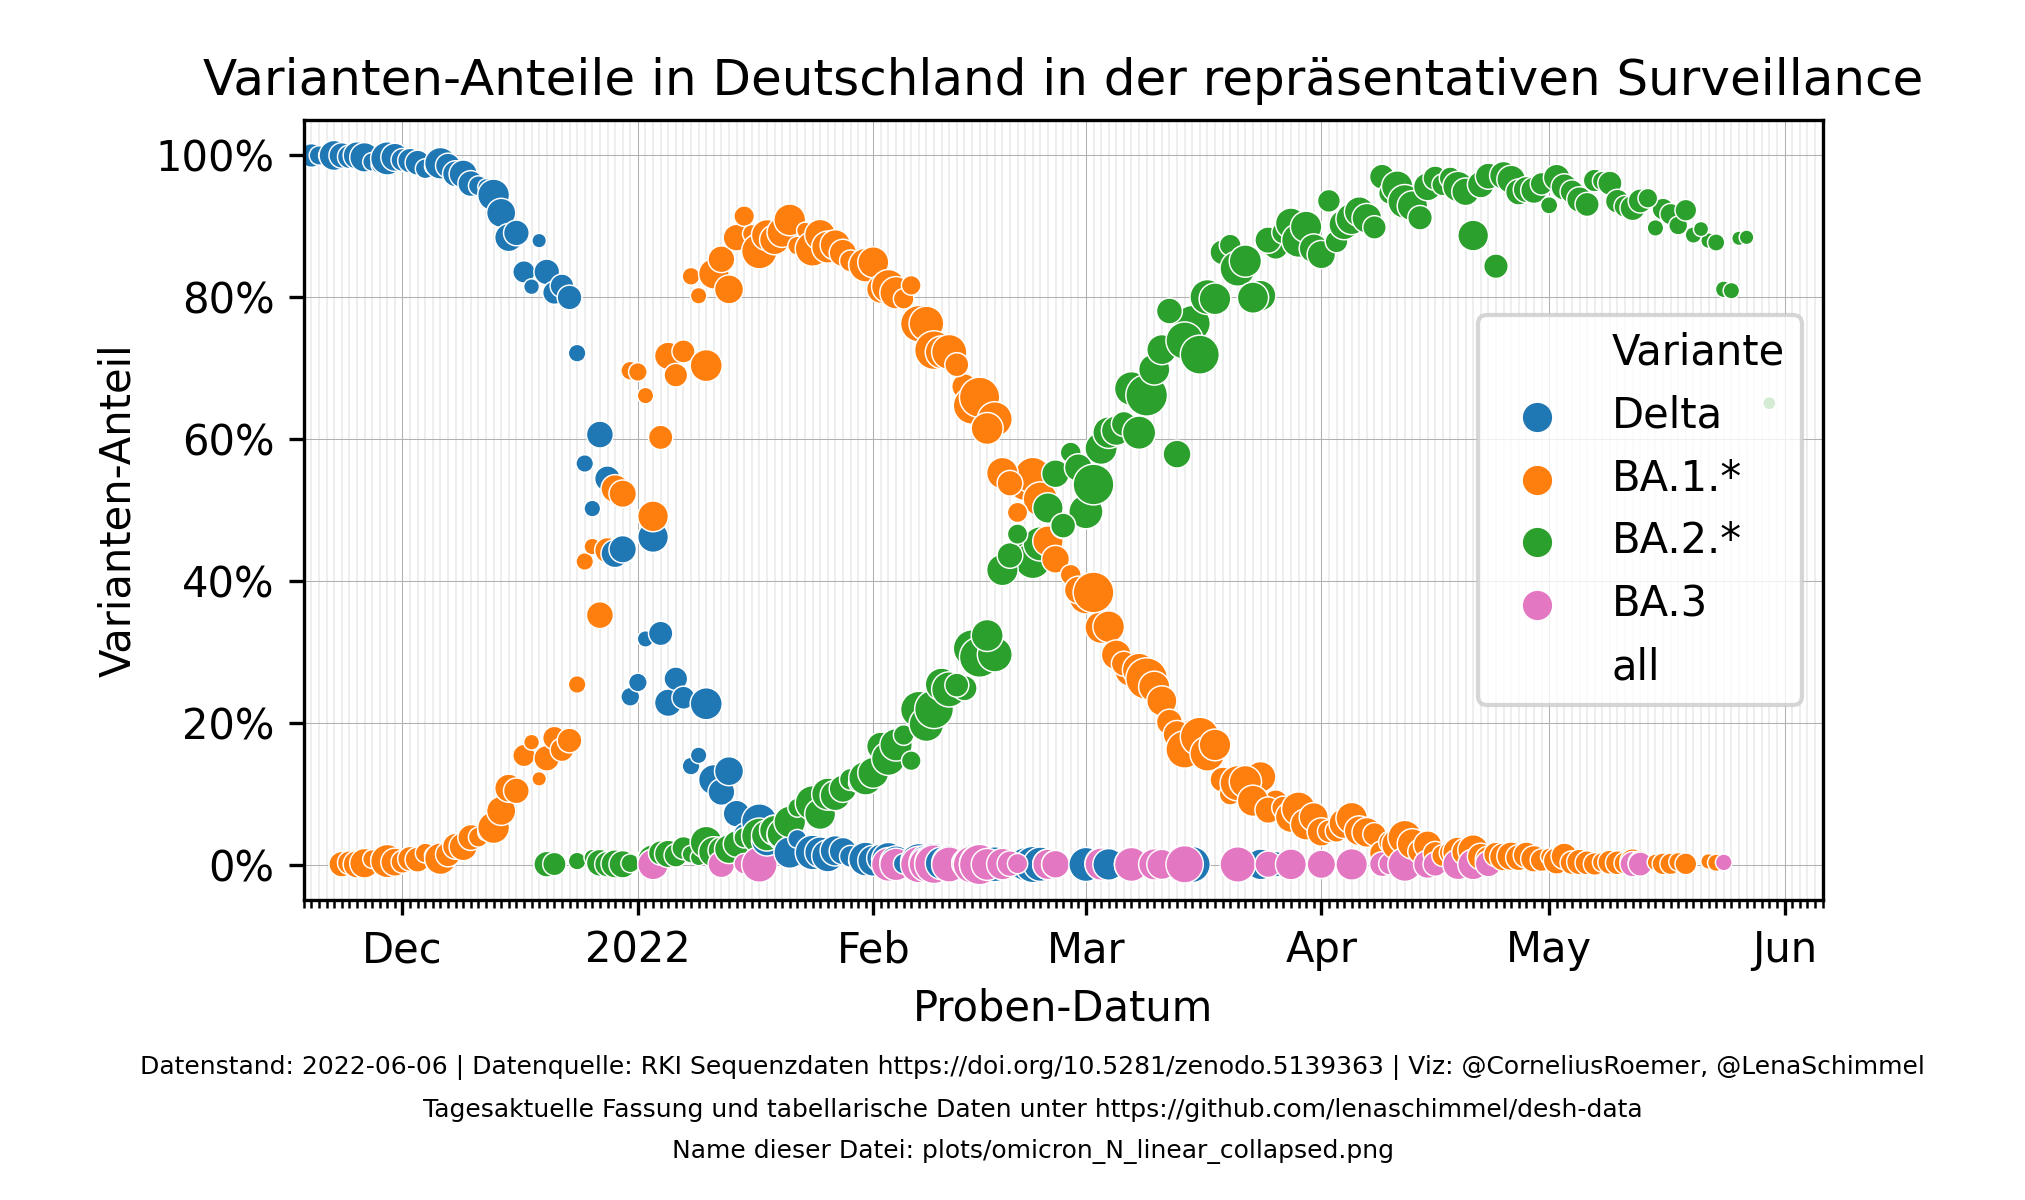 Varianten-Anteile in Deutschland in der repräsentativen Surveillance
Varianten-Anteil
100%
80%
60%
40%
20%
0%
Variante
Delta
BA.1.*
BA.2.*
BA.3
all
Dec 2022 Feb Mar Apr May Jun
Proben-Datum
Datenstand: 2022-06-06 | Datenquelle: RKI Sequenzdaten https://doi.org/10.5281/zenodo.5139363 | Viz: @CorneliusRoemer, @LenaSchimmel
Tagesaktuelle Fassung und tabellarische Daten unter https://github.com/lenaschimmel/desh-data
Name dieser Datei: plots/omicron_N_linear_collapsed.png